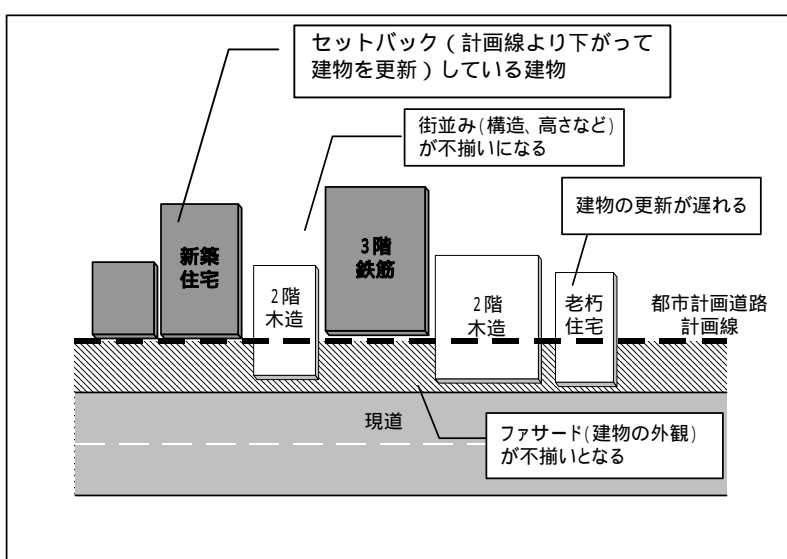 セットバック（計画線より下がって
建物を更新）している建物
街並み(構造、高さなど)
が不揃いになる
建物の更新が遅れる
新築
住宅
2階
木造
3階
鉄筋
2階
木造
老朽
住宅
都市計画道路
計画線
現道
ファサード(建物の外観)
が不揃いとなる